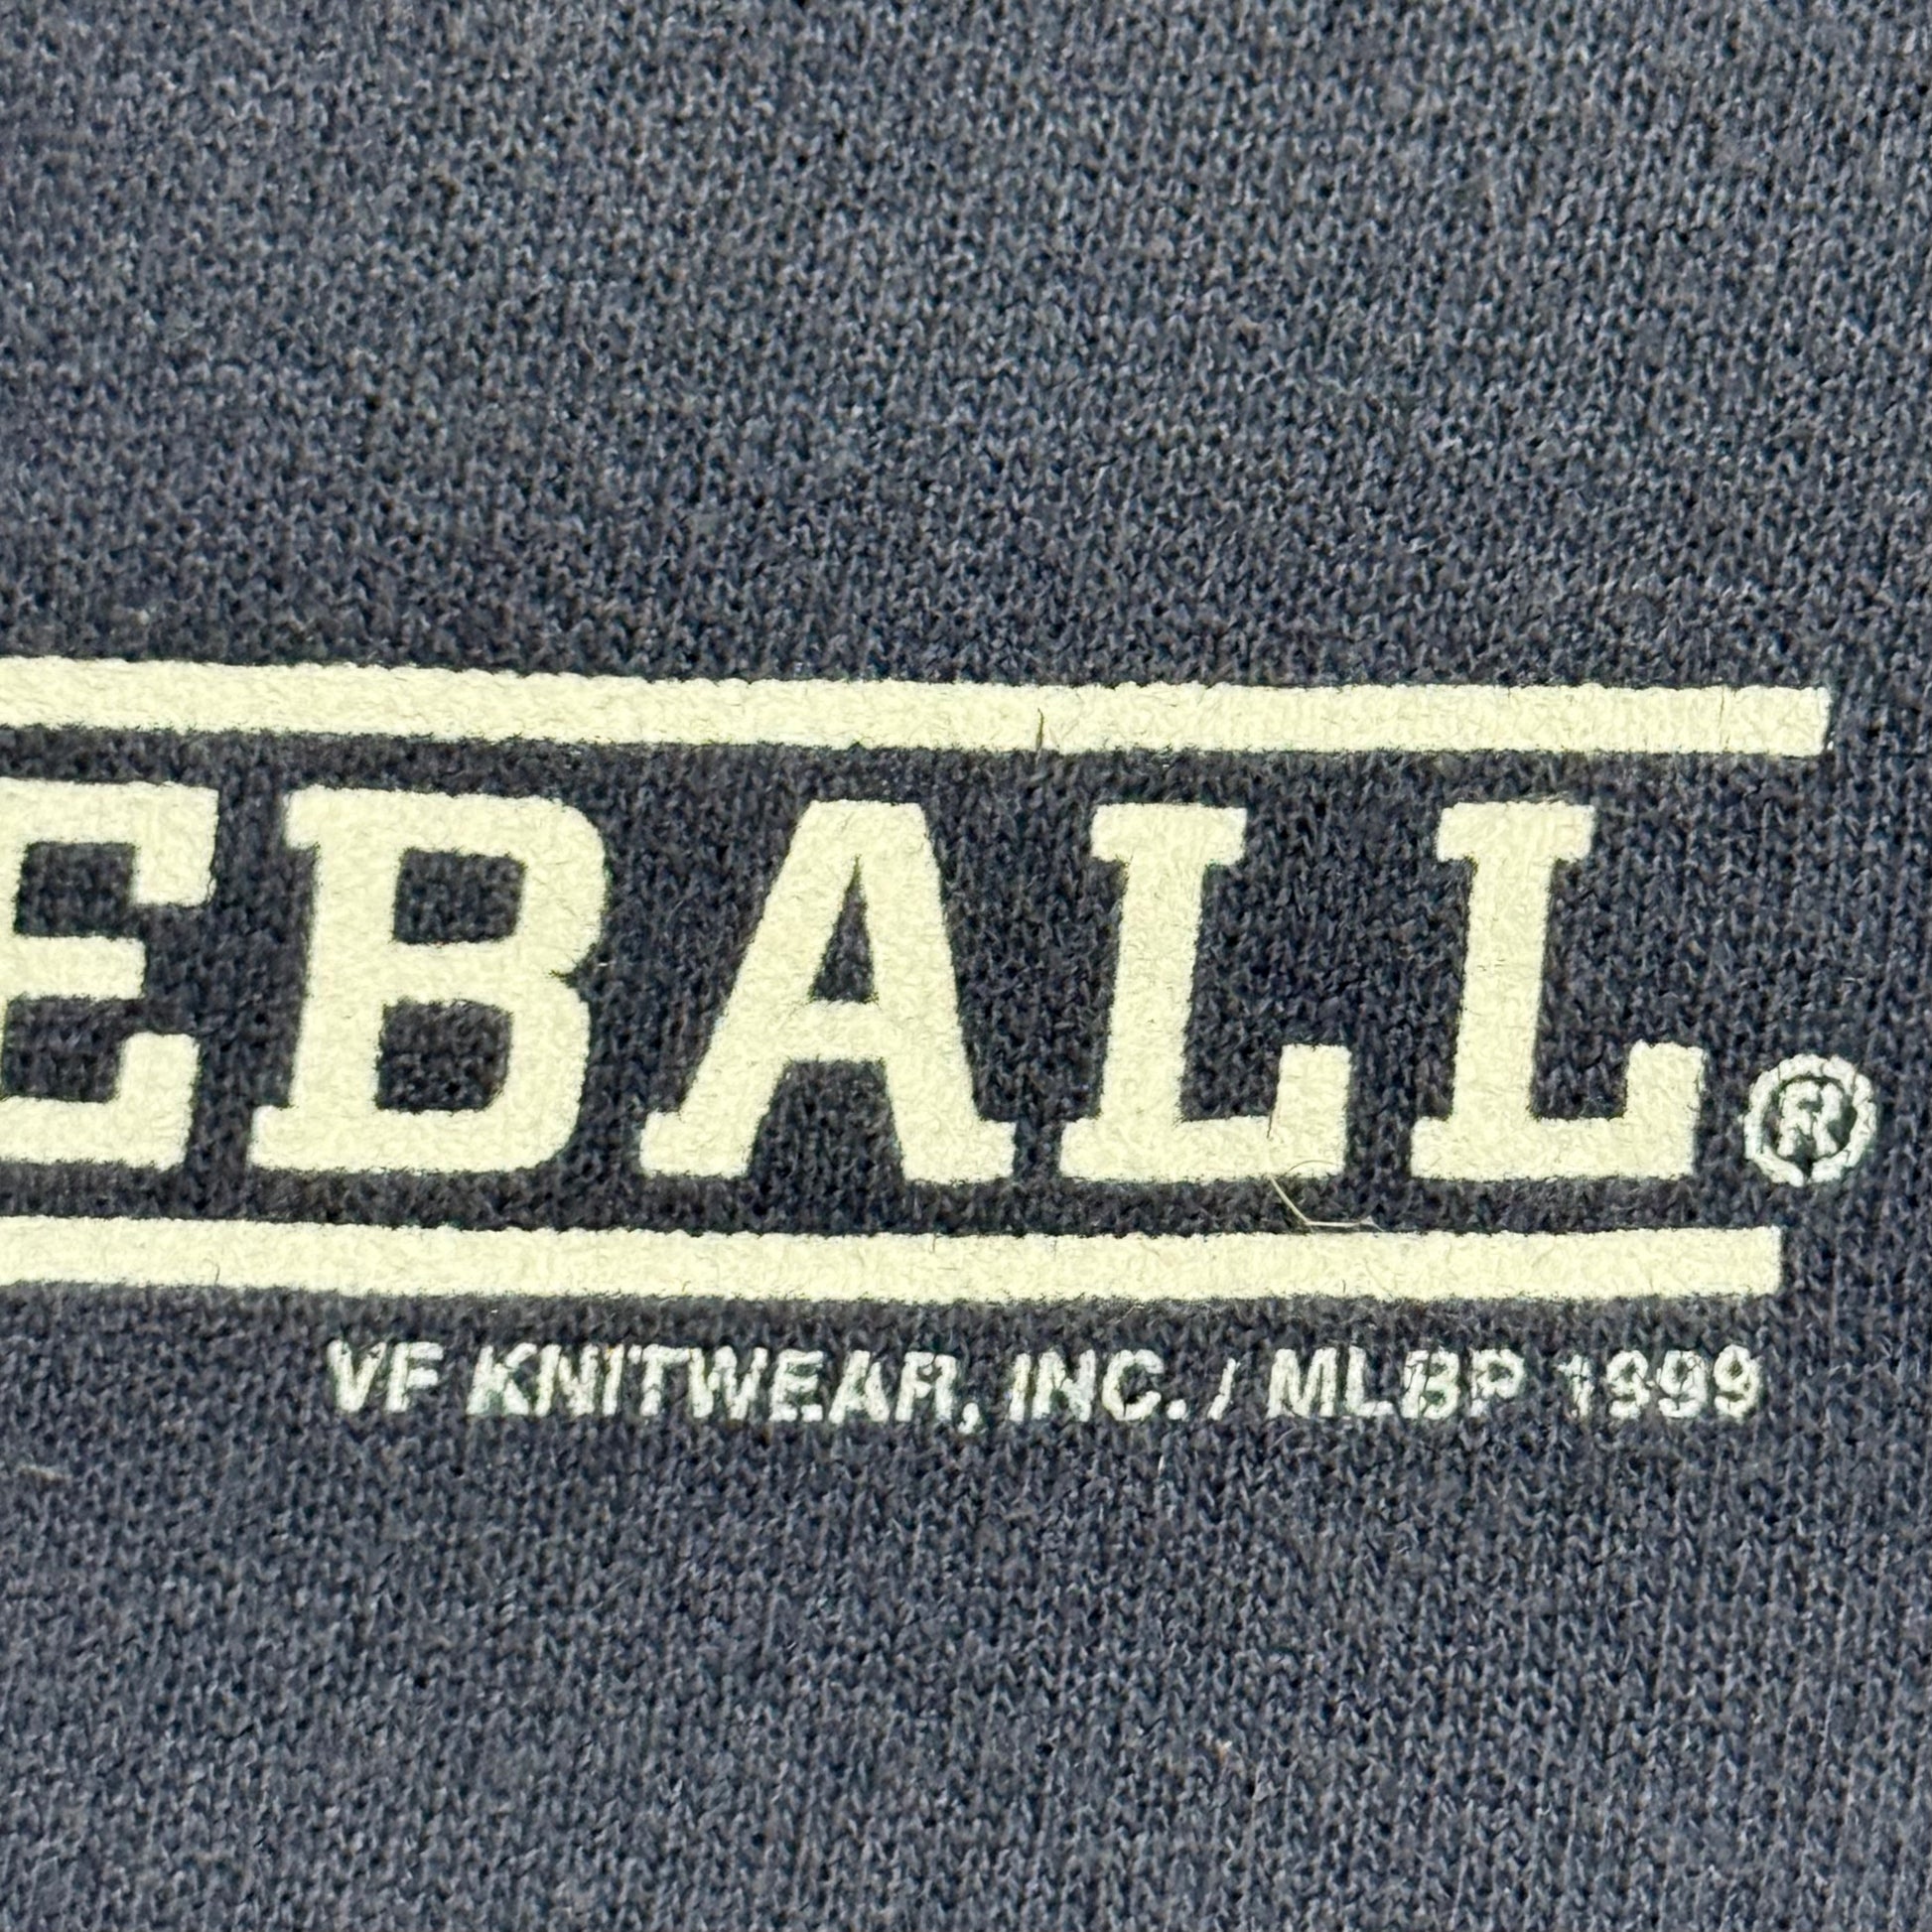 EBALL®
VF KNITWEAR, INC. / MLBP 1999